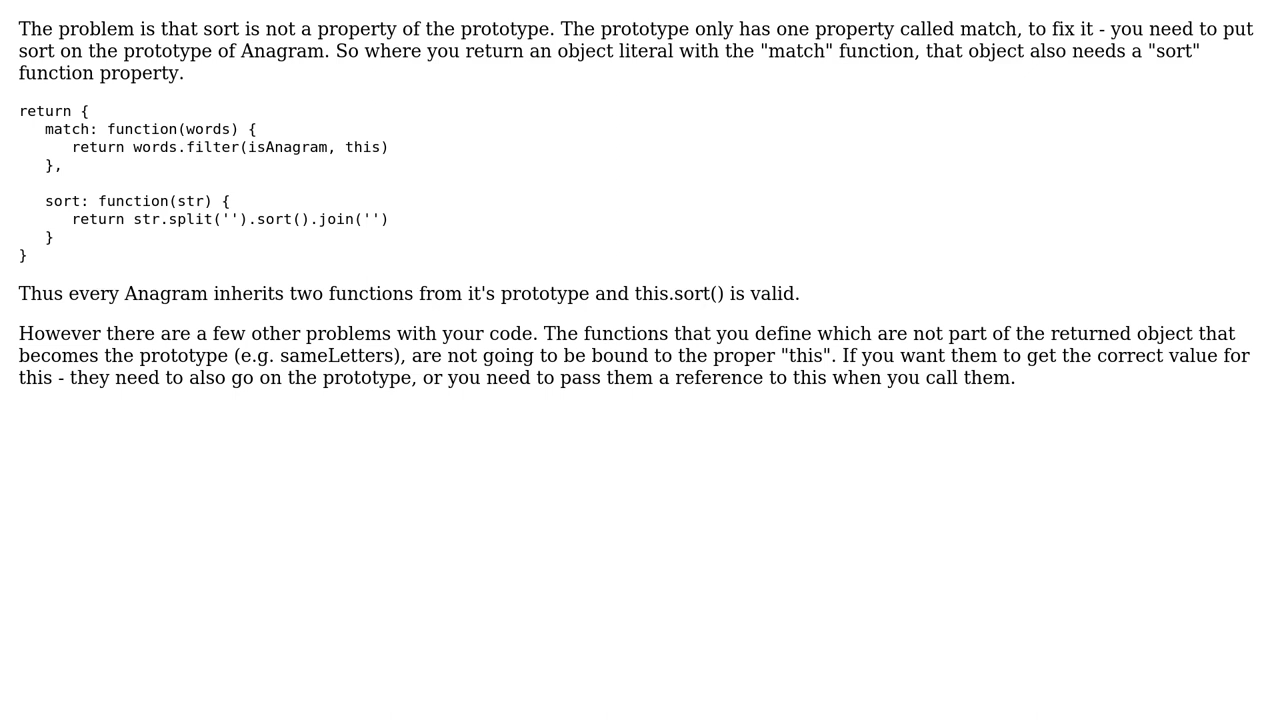 The problem is that sort is not a property of the prototype. The prototype only has one property called match, to fix it - you need to put
sort on the prototype of Anagram. So where you return an object literal with the "match" function, that object also needs a "sort"
function property.
return {
   match: function(words) {
      return words.filter(isAnagram, this)
   },

   sort: function(str) {
      return str.split('').sort().join('')
   }
}
Thus every Anagram inherits two functions from it's prototype and this.sort() is valid.
However there are a few other problems with your code. The functions that you define which are not part of the returned object that
becomes the prototype (e.g. sameLetters), are not going to be bound to the proper "this". If you want them to get the correct value for
this - they need to also go on the prototype, or you need to pass them a reference to this when you call them.